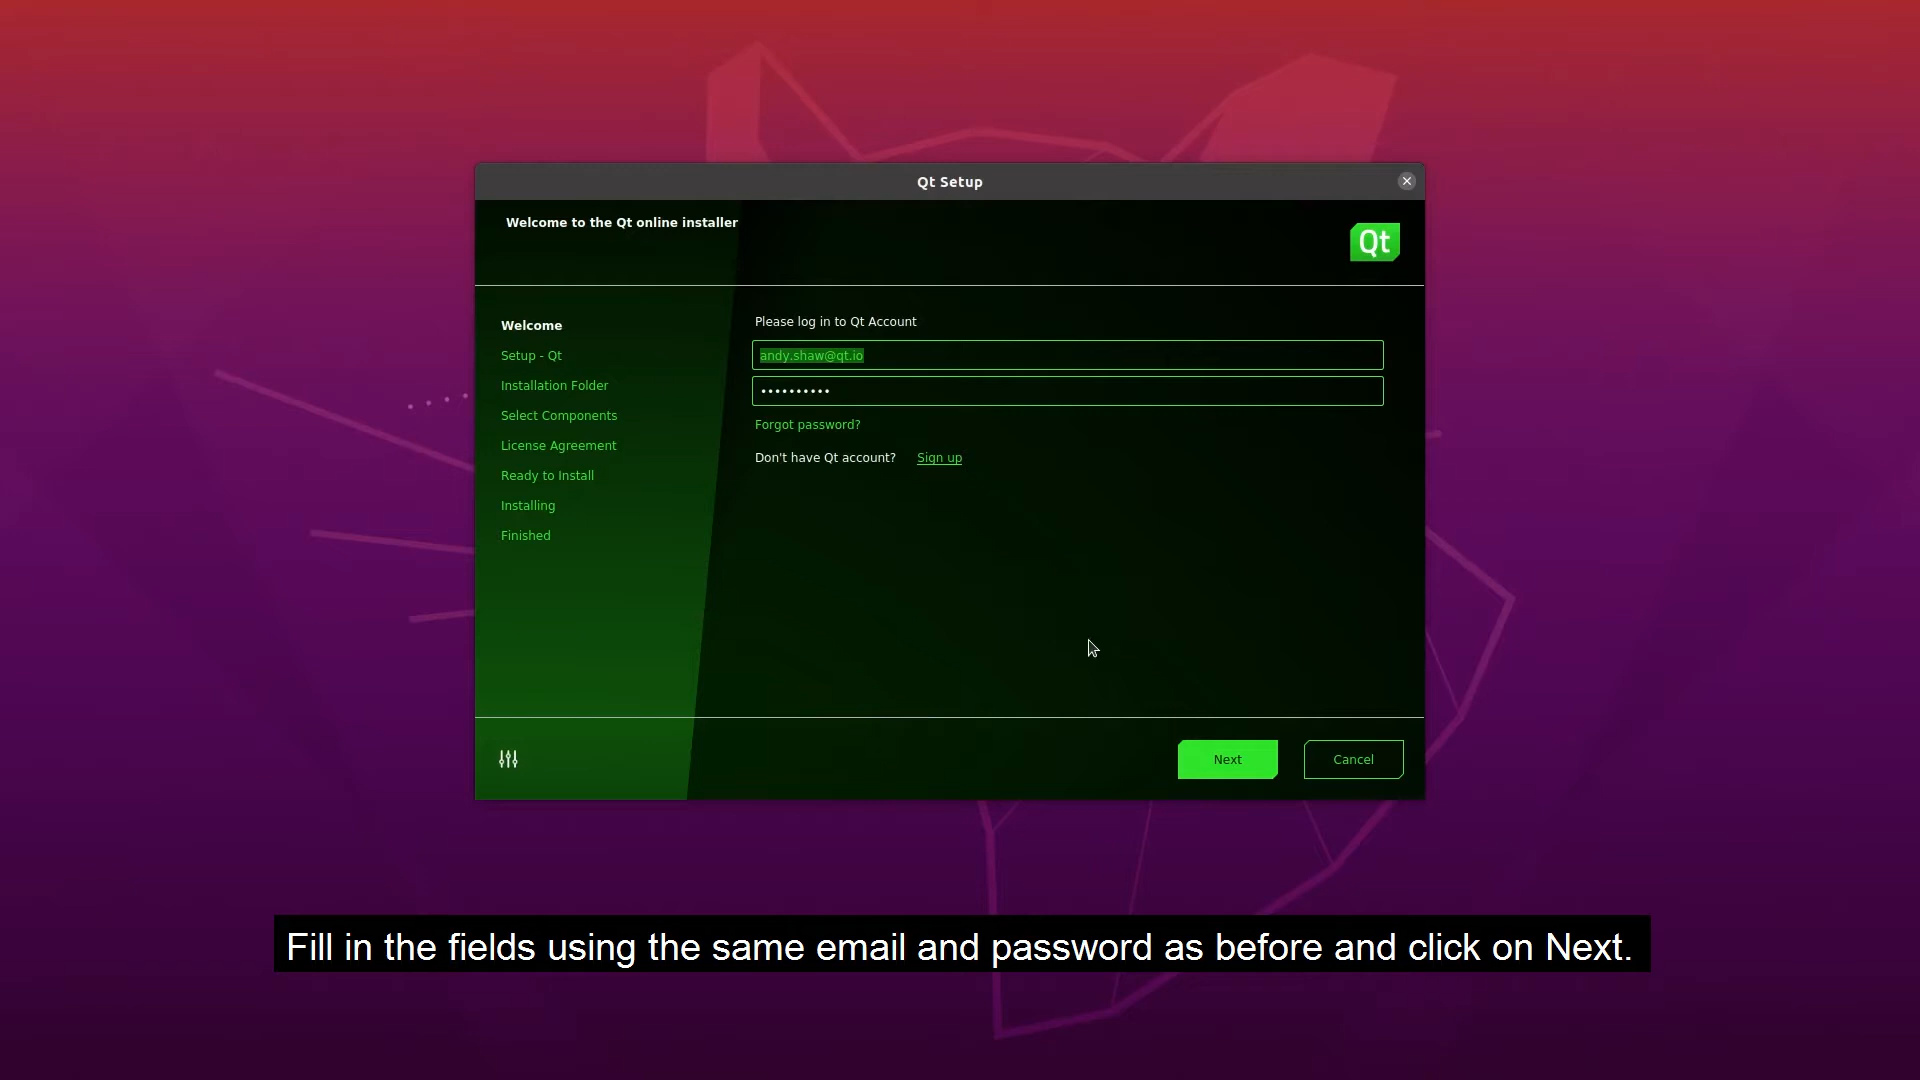 Qt Setup
Welcome to the Qt online installer
Qt
Welcome
Setup - Qt
Installation Folder
Select Components
License Agreement
Ready to Install
Installing
Finished
Please log in to Qt Account
andy.shaw@qt.io
••••••••••
Forgot password?
Don't have Qt account? Sign up
Next
Cancel
Fill in the fields using the same email and password as before and click on Next.